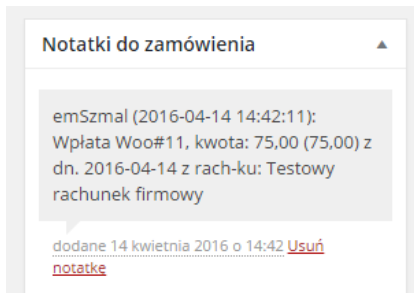 Notatki do zamówienia
emSzmal (2016-04-14 14:42:11):
Wpłata Woo#11, kwota: 75,00 (75,00) z
dn. 2016-04-14 z rach-ku: Testowy
rachunek firmowy
dodane 14 kwietnia 2016 o 14:42 Usuń
notatkę